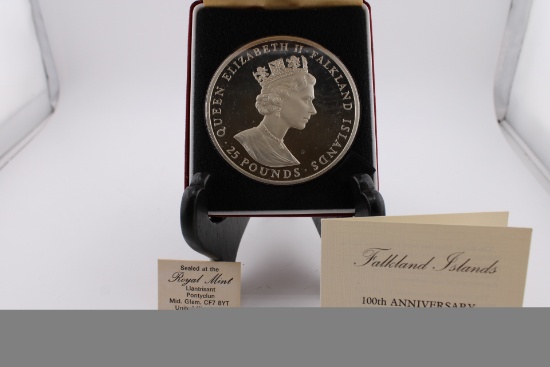 QUEEN ELIZABETH II · FALKLAND ISLANDS
· 25 POUNDS ·
Sealed at the
Royal Mint
Llantrisant
Pontyclun
Mid. Glam. CF7 8YT
Falkland Islands
100th ANNIVERSARY